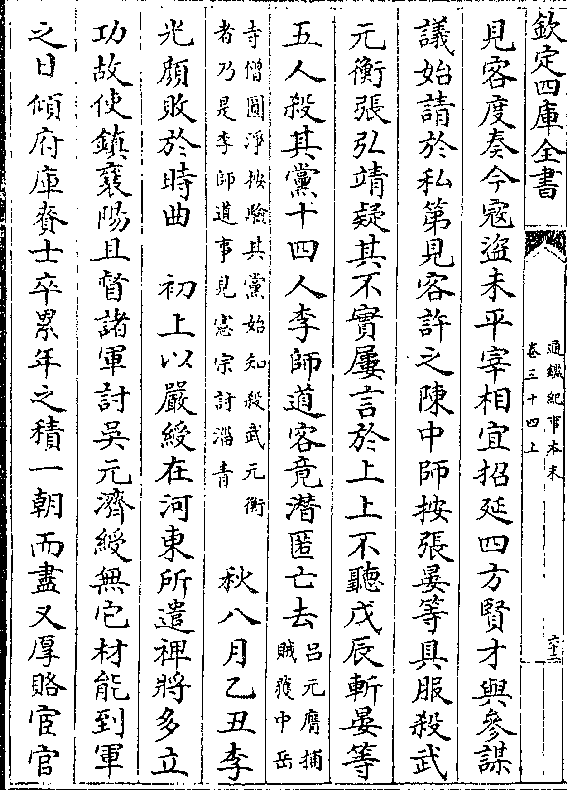 欽定四庫全書
通鑑紀事本末
卷三十四上
六十二
見客度奏今寇盜未平宰相宜招延四方賢才與參謀
議始請於私第見客許之陳中師按張晏等具服殺武
元衡張弘靖疑其不實屢言於上上不聽戊辰斬晏等
五人殺其黨十四人李師道客竟潛匿亡去
呂元膺捕
賊獲中岳
寺僧圓淨按驗其黨始知殺武元衡
者乃是李師道事見憲宗討淄青
秋八月乙丑李
光顔敗於時曲 初上以嚴綬在河東所遣裨將多立
功故使鎮襄陽且督諸軍討吳元濟綬無它材能到軍
之日傾府庫賚士卒累年之積一朝而盡又厚賂宦官